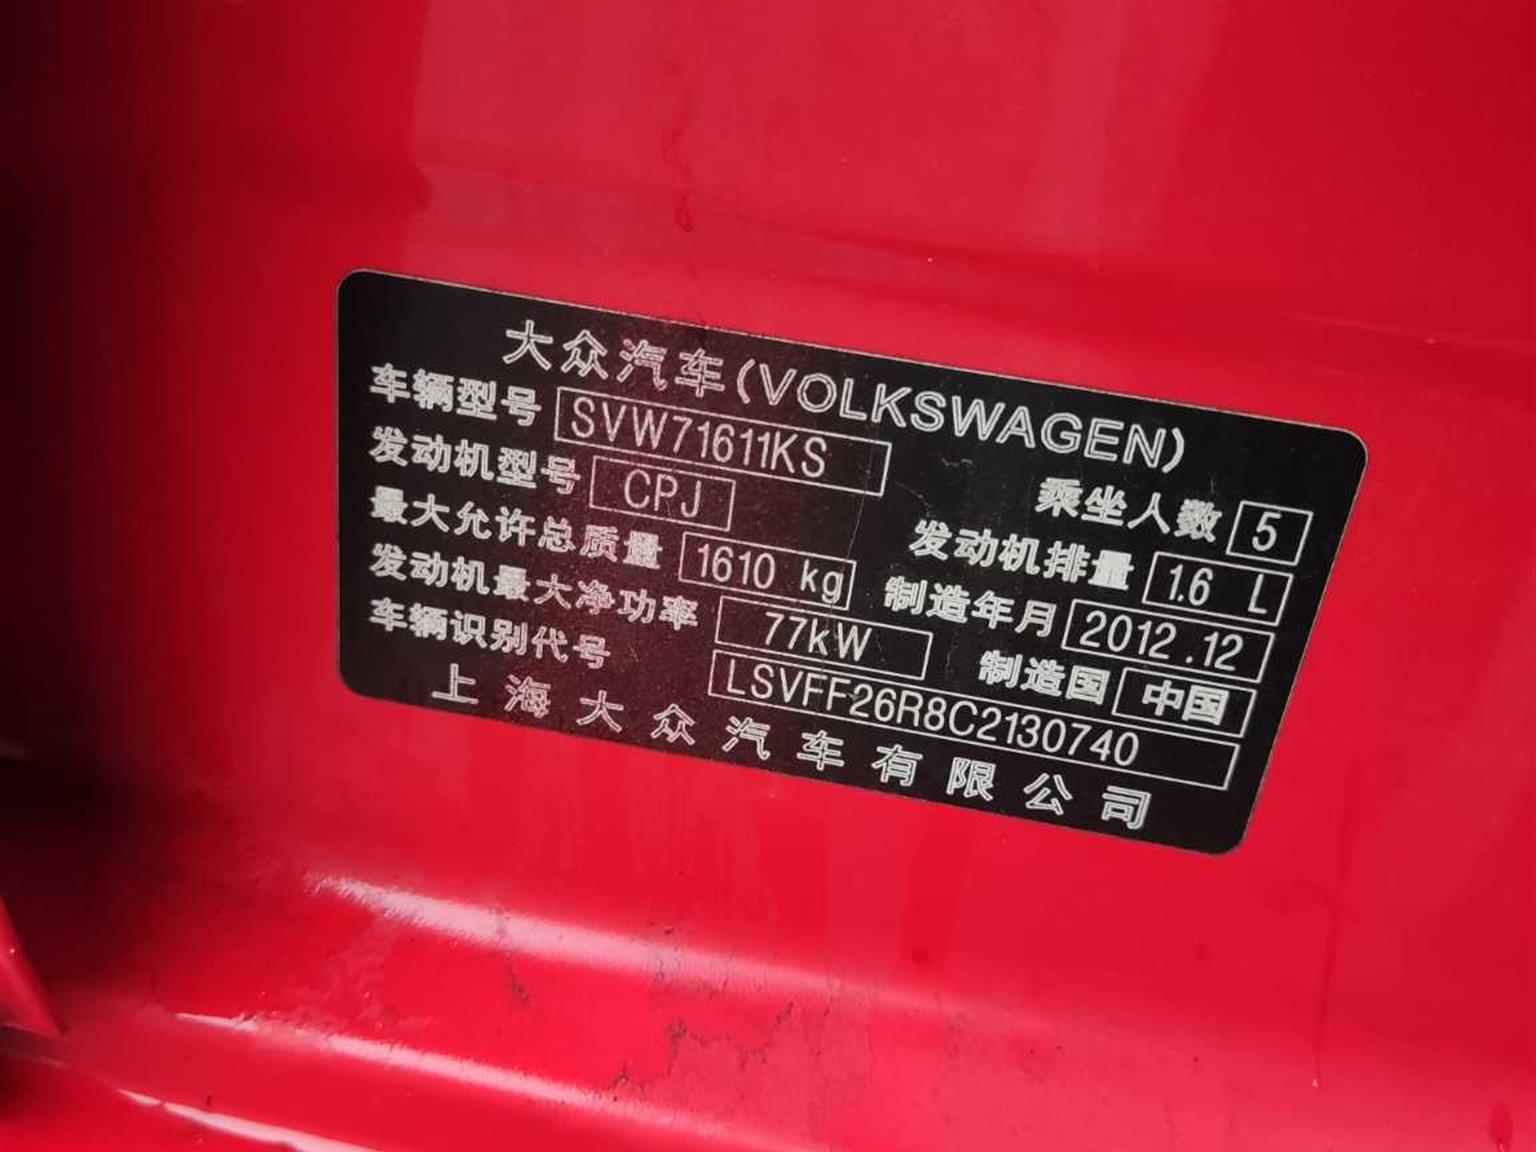 大众汽车(VOLKSWAGEN)
车辆型号 SVW71611KS 乘坐人数 5
发动机型号 CPJ 发动机排量 1.6 L
最大允许总质量 1610 kg 制造年月 2012.12
发动机最大净功率 77kW 制造国 中国
车辆识别代号 LSVFF26R8C2130740
上海大众汽车有限公司